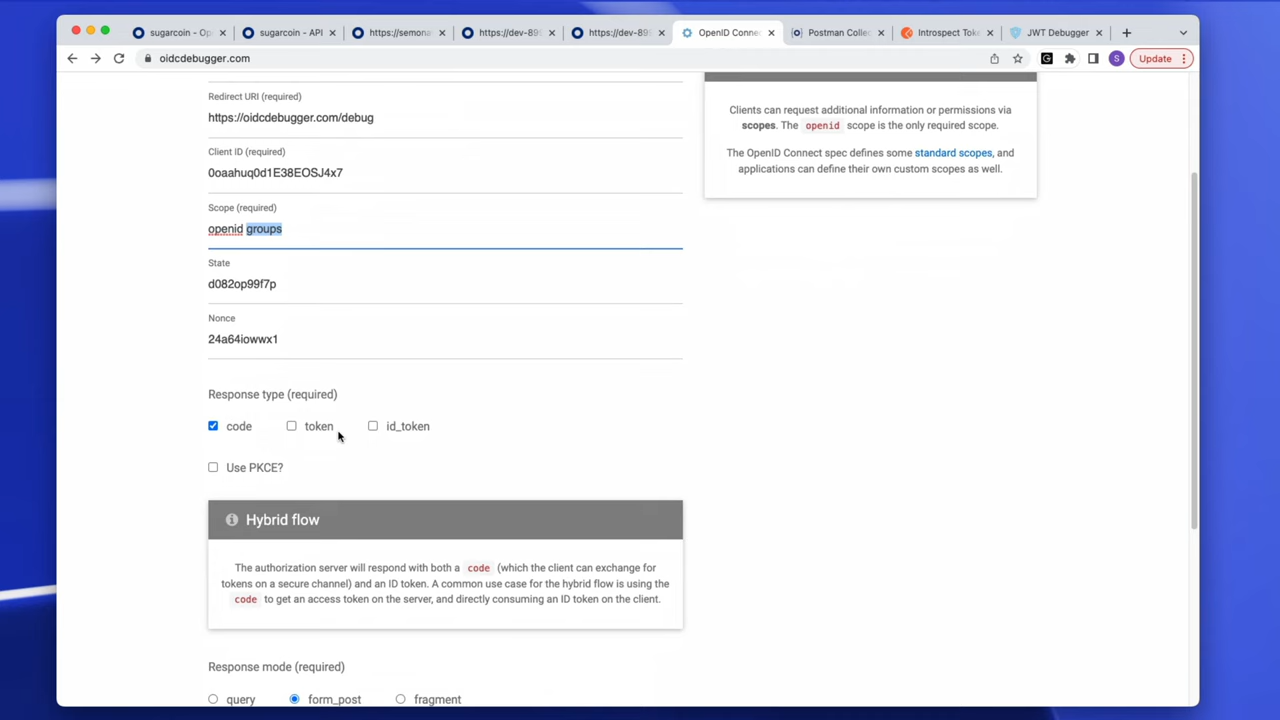 sugarcoin - Op
sugarcoin - API
https://semona
https://dev-899
https://dev-899
OpenID Conne
Postman Collec
Introspect Tok
JWT Debugger
oidcdebugger.com
S
Update
Redirect URI (required)
https://oidcdebugger.com/debug
Client ID (required)
0oaahuq0d1E38EOSJ4x7
Scope (required)
openid groups
State
d082op99f7p
Nonce
24a64iowwx1
Response type (required)
code
token
id_token
Use PKCE?
Hybrid flow
The authorization server will respond with both a code (which the client can exchange for
tokens on a secure channel) and an ID token. A common use case for the hybrid flow is using the
code to get an access token on the server, and directly consuming an ID token on the client.
Response mode (required)
query
form_post
fragment
Clients can request additional information or permissions via
scopes. The openid scope is the only required scope.
The OpenID Connect spec defines some standard scopes, and
applications can define their own custom scopes as well.